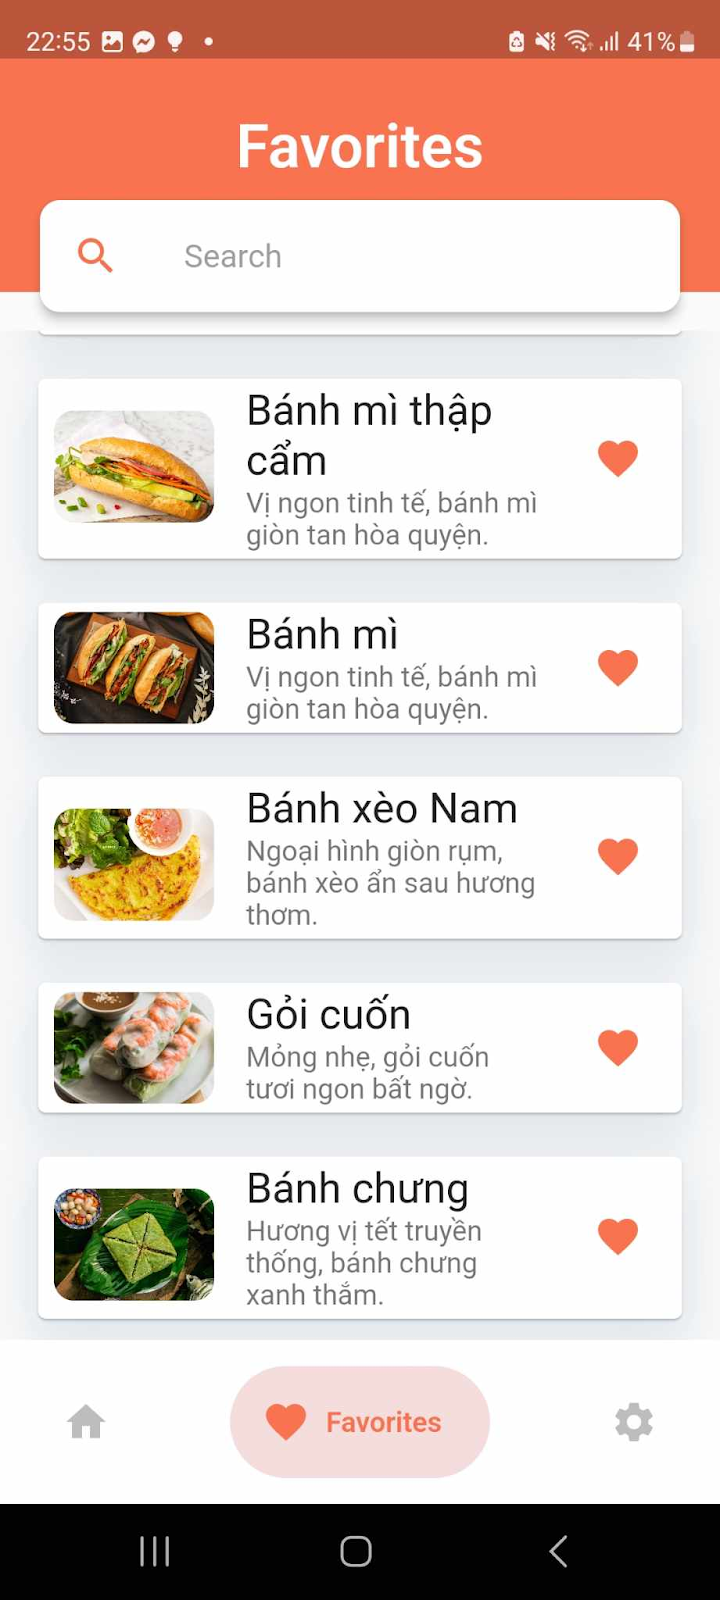 22:55
41%
Favorites
Search
Bánh mì thập
cẩm
Vị ngon tinh tế, bánh mì
giòn tan hòa quyện.
Bánh mì
Vị ngon tinh tế, bánh mì
giòn tan hòa quyện.
Bánh xèo Nam
Ngoại hình giòn rụm,
bánh xèo ẩn sau hương
thơm.
Gỏi cuốn
Mỏng nhẹ, gỏi cuốn
tươi ngon bất ngờ.
Bánh chưng
Hương vị tết truyền
thống, bánh chưng
xanh thắm.
Favorites